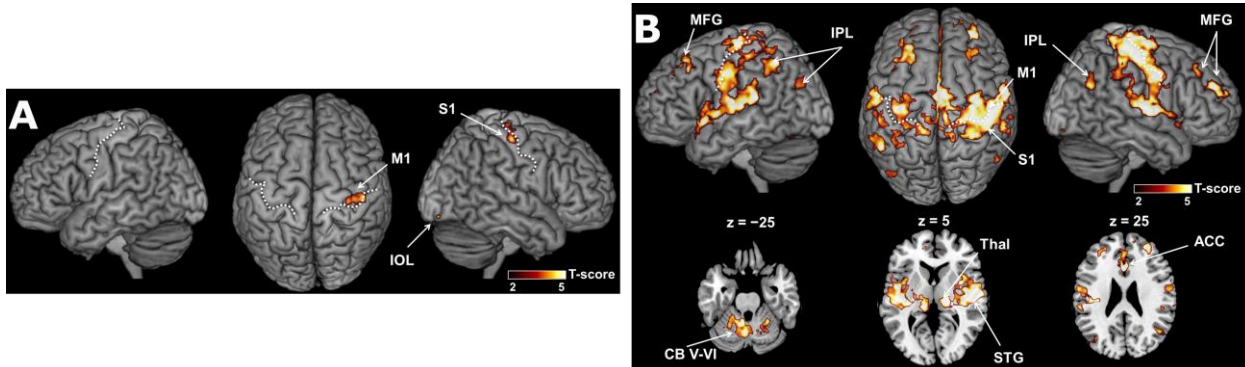 A
S1
M1
IOL
T-score
2 5
B
MFG
IPL
IPL
MFG
M1
S1
T-score
2 5
z = −25
z = 5
z = 25
Thal
ACC
CB V-VI
STG